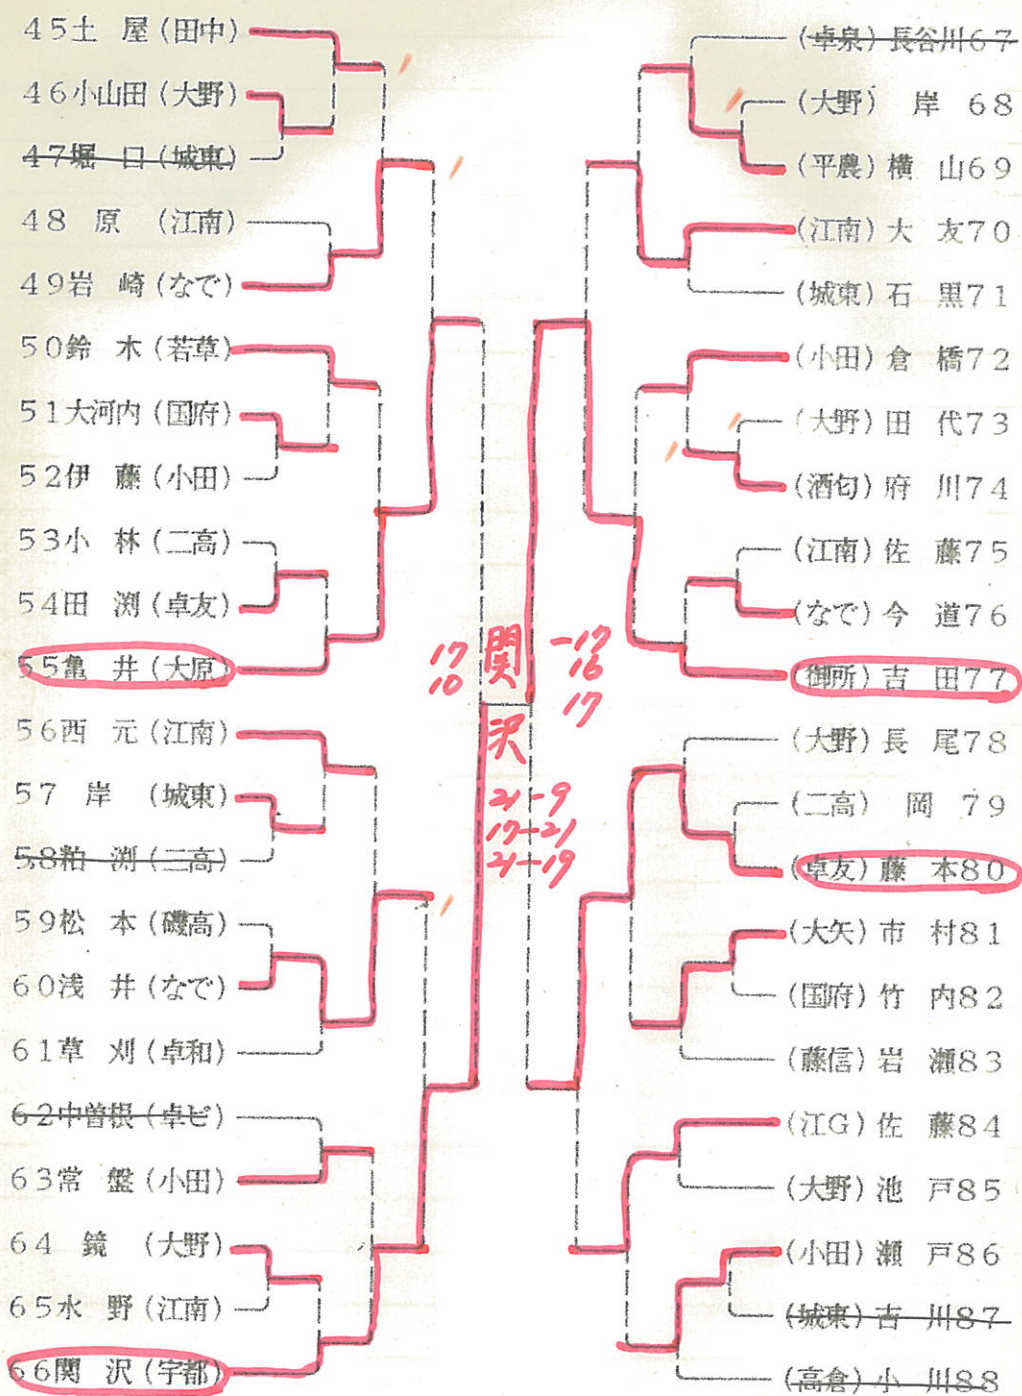 45土 屋(田中)
46小山田(大野)
47堀 口(城東)
48 原 (江南)
49岩 崎(なで)
50鈴 木(若草)
51大河内(国府)
52伊 藤(小田)
53小 林(二高)
54田 渕(卓友)
55亀 井(大原)
56西 元(江南)
57 岸 (城東)
58粕 渕(二高)
59松 本(磯高)
60浅 井(なで)
61草 刈(卓和)
62中曽根(卓ピ)
63常 盤(小田)
64 鏡 (大野)
65水 野(江南)
66関 沢(宇都)
17
10
関
沢
21-9
17-21
21-19
-17
16
17
(卓泉)長谷川67
(大野) 岸 68
(平農)横 山69
(江南)大 友70
(城東)石 黒71
(小田)倉 橋72
(大野)田 代73
(酒匂)府 川74
(江南)佐 藤75
(なで)今 道76
(御所)吉 田77
(大野)長 尾78
(二高) 岡 79
(卓友)藤 本80
(大矢)市 村81
(国府)竹 内82
(藤信)岩 瀬83
(江G)佐 藤84
(大野)池 戸85
(小田)瀬 戸86
(城東)吉 川87
(高倉)小 川88